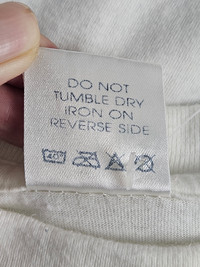 DO NOT
TUMBLE DRY
IRON ON
REVERSE SIDE
40°